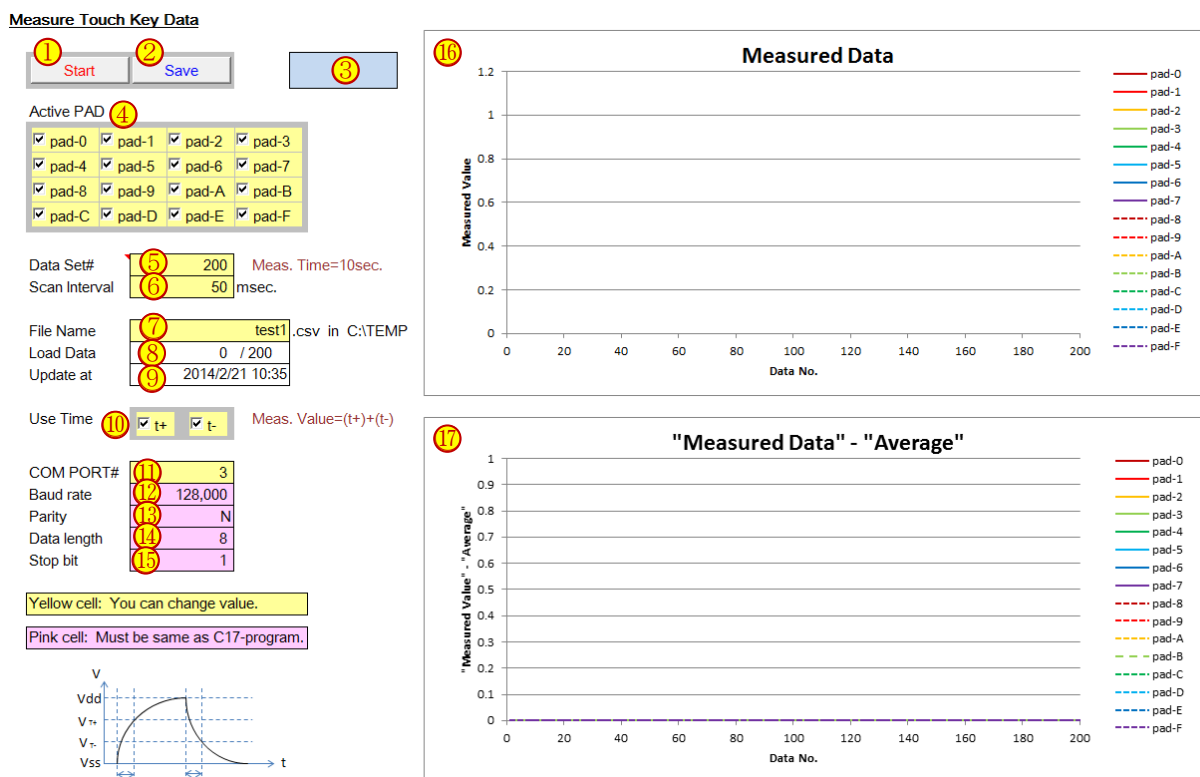 Measure Touch Key Data
① ②
Start Save ③
Active PAD ④
pad-0 pad-1 pad-2 pad-3
pad-4 pad-5 pad-6 pad-7
pad-8 pad-9 pad-A pad-B
pad-C pad-D pad-E pad-F
Data Set# ⑤ 200 Meas. Time=10sec.
Scan Interval ⑥ 50 msec.
File Name ⑦ test1 .csv in C:\TEMP
Load Data ⑧ 0 / 200
Update at ⑨ 2014/2/21 10:35
Use Time ⑩ t+ t- Meas. Value=(t+)+(t-)
COM PORT# ⑪ 3
Baud rate ⑫ 128,000
Parity ⑬ N
Data length ⑭ 8
Stop bit ⑮ 1
Yellow cell: You can change value.
Pink cell: Must be same as C17-program.
V
Vdd
V T+
V T-
Vss t
⑯
Measured Data
1.2
1
0.8
0.6
0.4
0.2
0
Measured Value
0 20 40 60 80 100 120 140 160 180 200
Data No.
pad-0
pad-1
pad-2
pad-3
pad-4
pad-5
pad-6
pad-7
pad-8
pad-9
pad-A
pad-B
pad-C
pad-D
pad-E
pad-F
⑰
"Measured Data" - "Average"
1
0.9
0.8
0.7
0.6
0.5
0.4
0.3
0.2
0.1
0
"Measured Value" - "Average"
0 20 40 60 80 100 120 140 160 180 200
Data No.
pad-0
pad-1
pad-2
pad-3
pad-4
pad-5
pad-6
pad-7
pad-8
pad-9
pad-A
pad-B
pad-C
pad-D
pad-E
pad-F